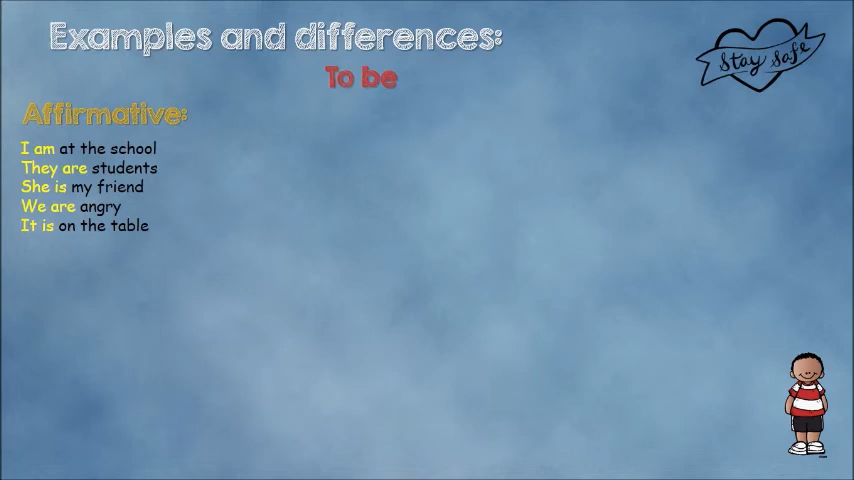 Examples and differences:
Stay safe
To be
Affirmative:
I am at the school
They are students
She is my friend
We are angry
It is on the table